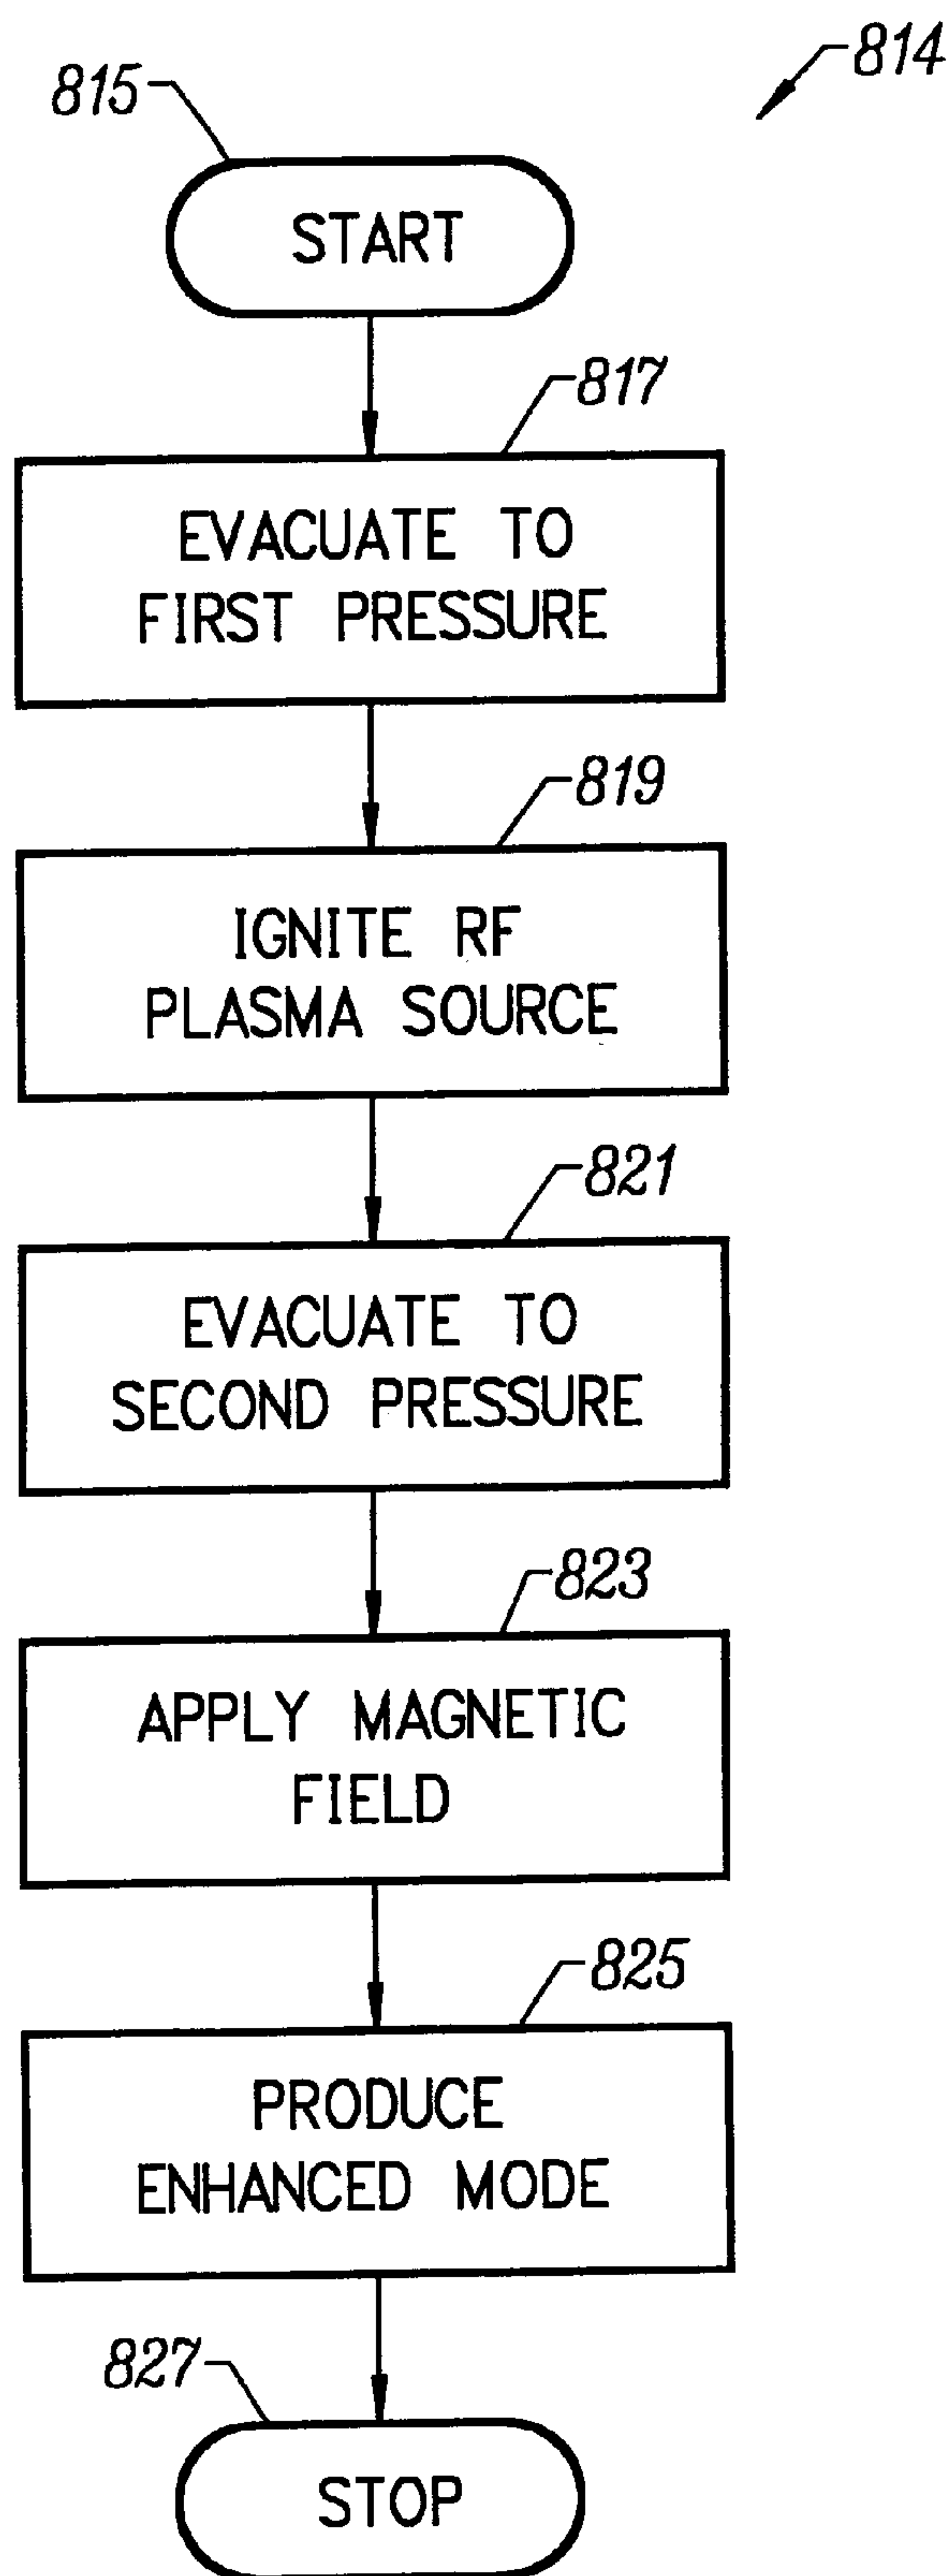 814
815
START
817
EVACUATE TO
FIRST PRESSURE
819
IGNITE RF
PLASMA SOURCE
821
EVACUATE TO
SECOND PRESSURE
823
APPLY MAGNETIC
FIELD
825
PRODUCE
ENHANCED MODE
827
STOP